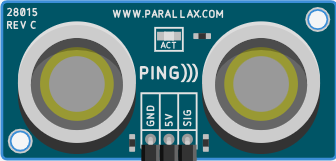 28015
REV C
WWW.PARALLAX.COM
ACT
PING)))
GND
5V
SIG